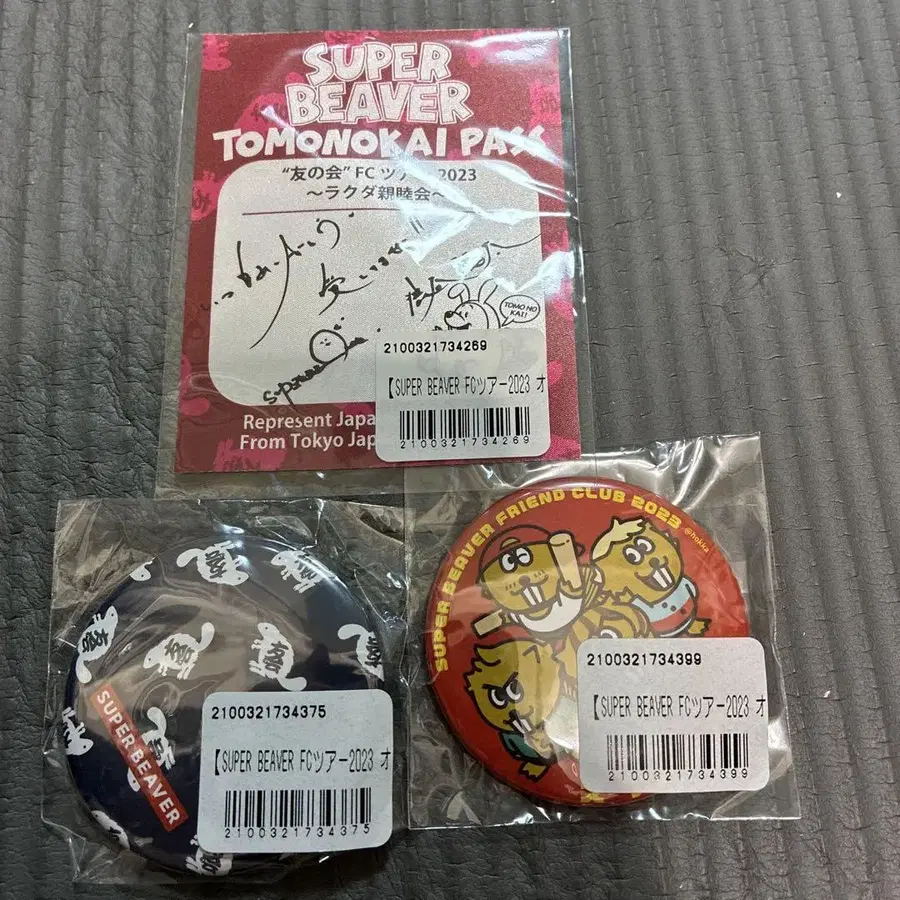 SUPER
BEAVER
TOMONOKAI PASS
"友の会" FC ツアー 2023
〜ラクダ親睦会〜
TOMO NO
KAI!
2100321734269
【SUPER BEAVER FCツアー2023 オ
2100321734269
Represent Japa
From Tokyo Jap
SUPER BEAVER FRIEND CLUB 2023
@hokka
2100321734399
【SUPER BEAVER FCツアー2023 オ
2100321734399
SUPER BEAVER
2100321734375
【SUPER BEAVER FCツアー2023 オ
2100321734375